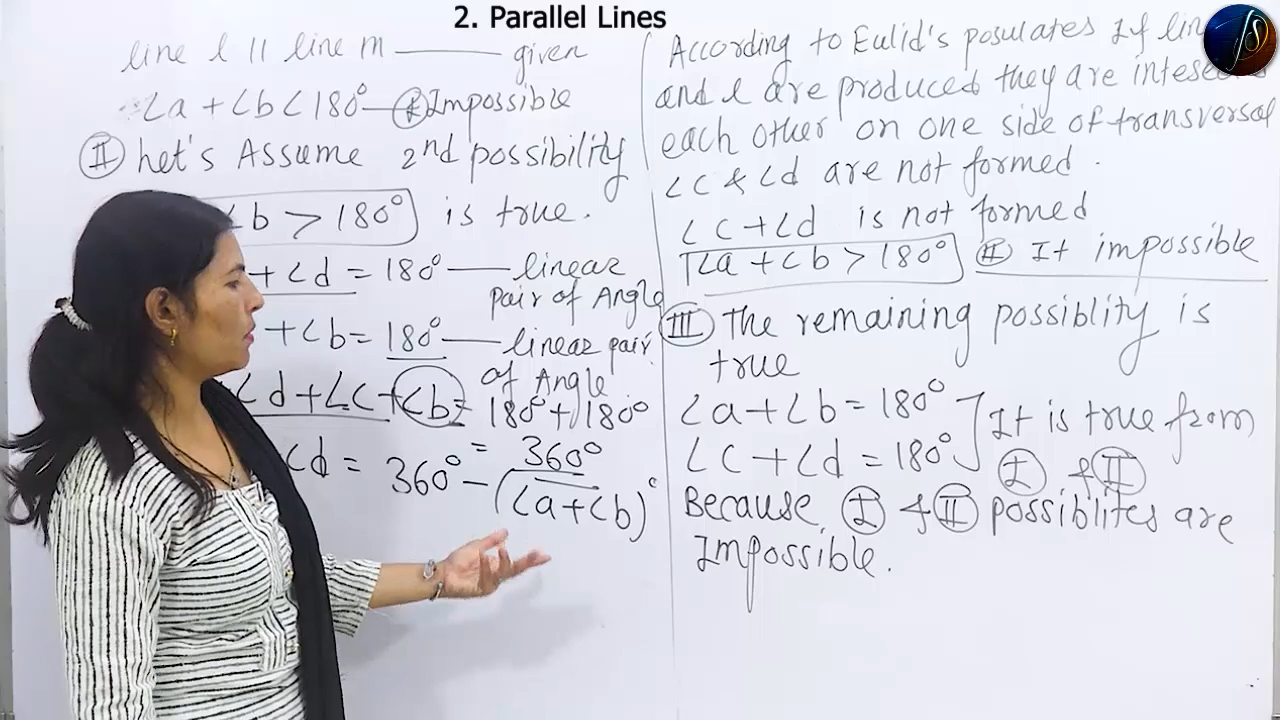 2. Parallel Lines
line l || line m —— given
∠a + ∠b < 180° — Ⓘ Impossible
ⒾⒾ Let's Assume 2nd possibility
∠b > 180° is true.
+ ∠d = 180° —— linear
pair of Angle
+ ∠b = 180° —— linear pair
of Angle
∠d + ∠c + ∠b = 180° + 180°
= 360°
∠d = 360° – (∠a + ∠b)°
According to Eulid's posulates If
and l are produced they are
each other on one side of transversal
∠c & ∠d are not formed.
∠c + ∠d is not formed
∠a + ∠b > 180° (II) It impossible
(III) The remaining possiblity is
true
∠a + ∠b = 180°
∠c + ∠d = 180° ] It is true from
(I) & (II)
Because (I) & (II) possiblites are
Impossible.